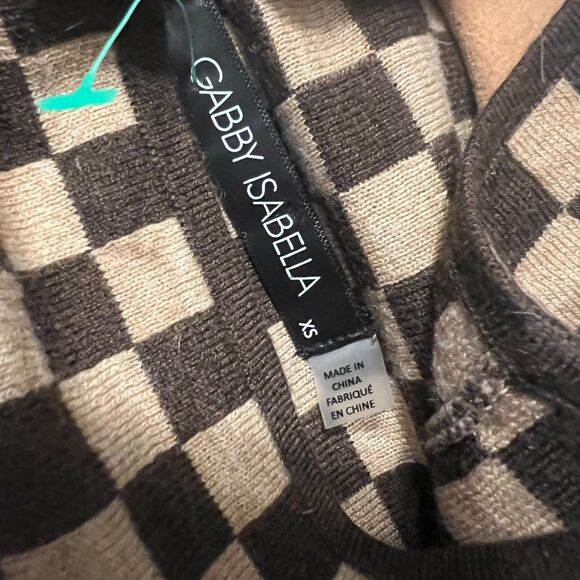 GABBY ISABELLA
XS
MADE IN
CHINA
FABRIQUÉ
EN CHINE